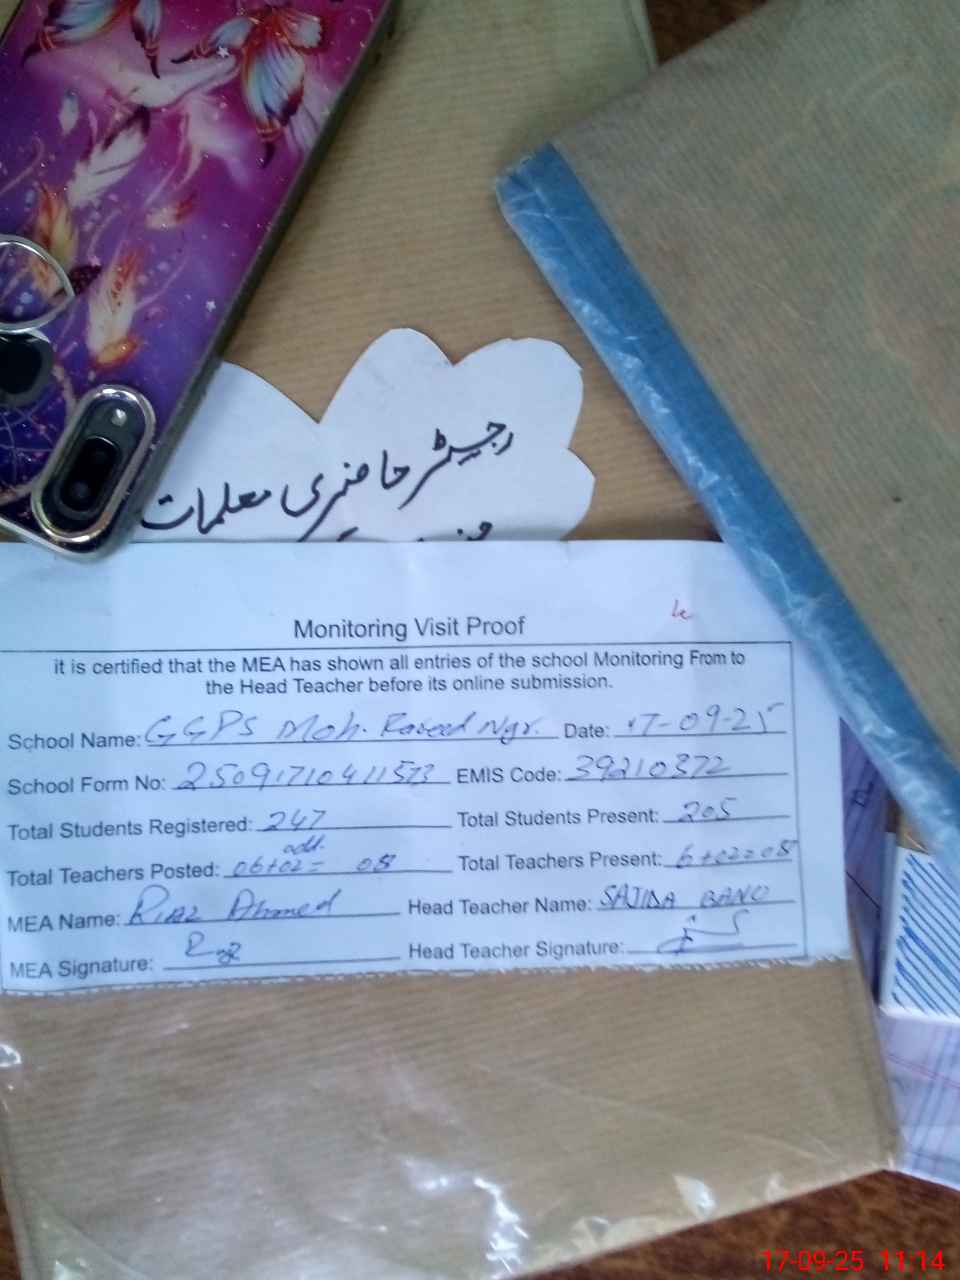 رجسٹر حاضری معلمات
Monitoring Visit Proof
it is certified that the MEA has shown all entries of the school Monitoring From to
the Head Teacher before its online submission.
School Name: GGPS Moh. Raseed Ngr. Date: 17-09-25
School Form No: 25091710411573 EMIS Code: 39210372
Total Students Registered: 247 Total Students Present: 205
adl.
Total Teachers Posted: 06+02= 08 Total Teachers Present: 6+02=08
MEA Name: Riaz Ahmed Head Teacher Name: SAJIDA BANO
MEA Signature: Head Teacher Signature:
17-09-25 11:14